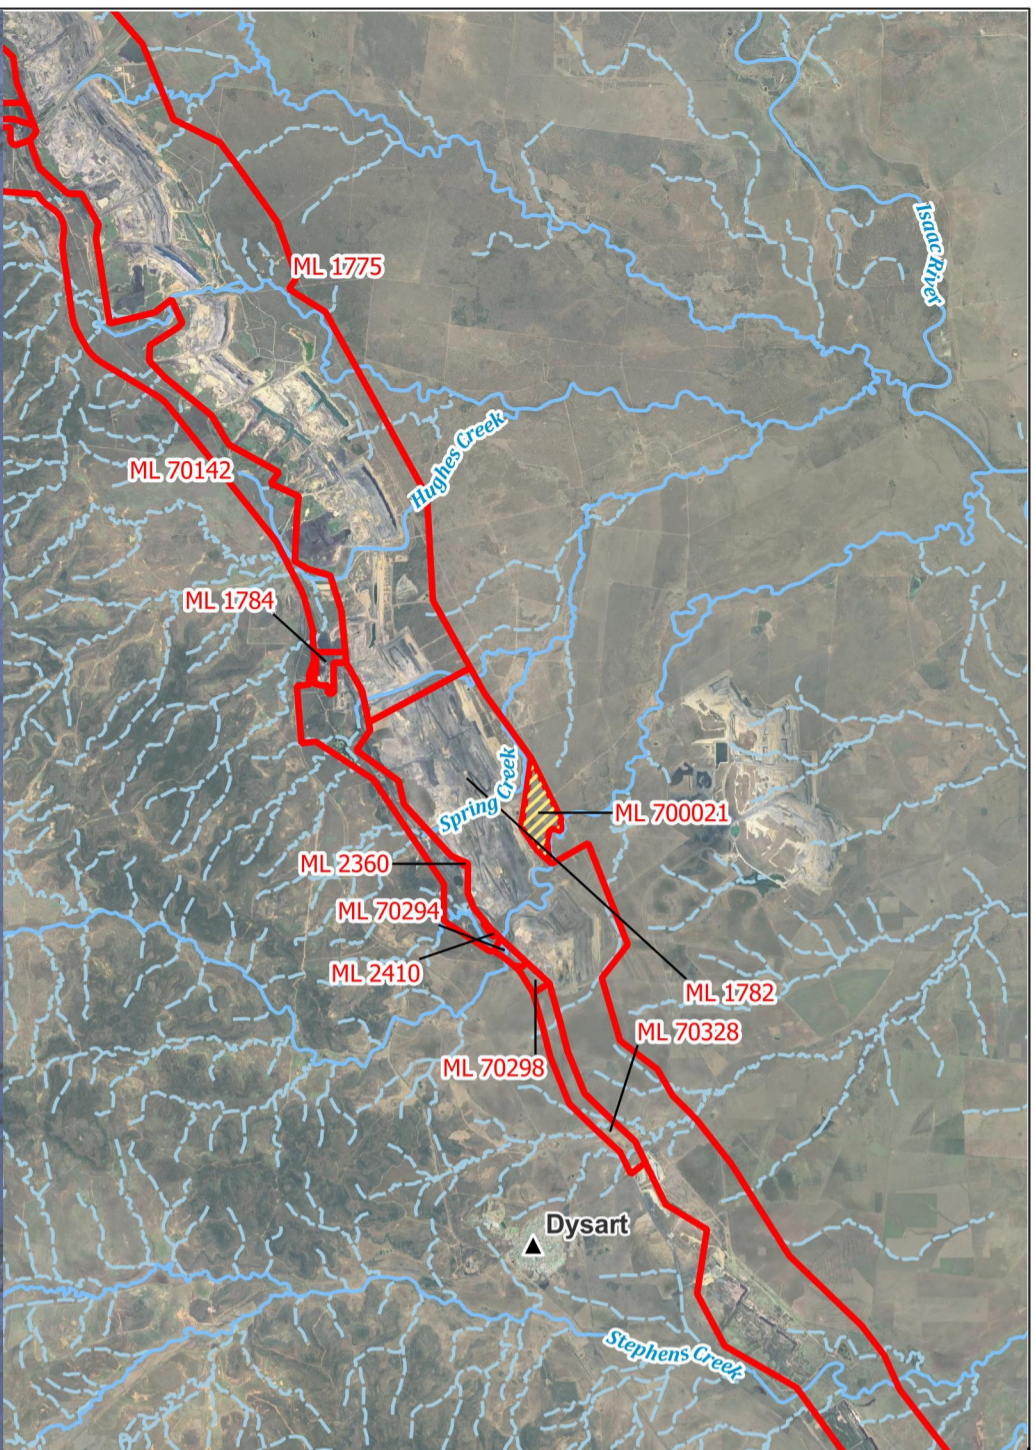 Isaac River
ML 1775
Hughes Creek
ML 70142
ML 1784
Spring Creek
ML 700021
ML 2360
ML 70294
ML 2410
ML 1782
ML 70328
ML 70298
Dysart
Stephens Creek